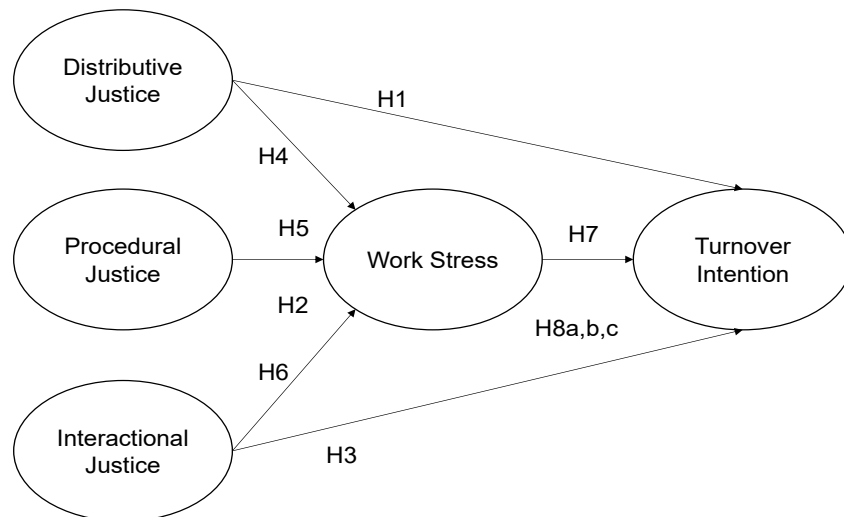 Distributive
Justice
H1
H4
Procedural
Justice
H5
Work Stress
H7
Turnover
Intention
H2
H8a,b,c
H6
Interactional
Justice
H3